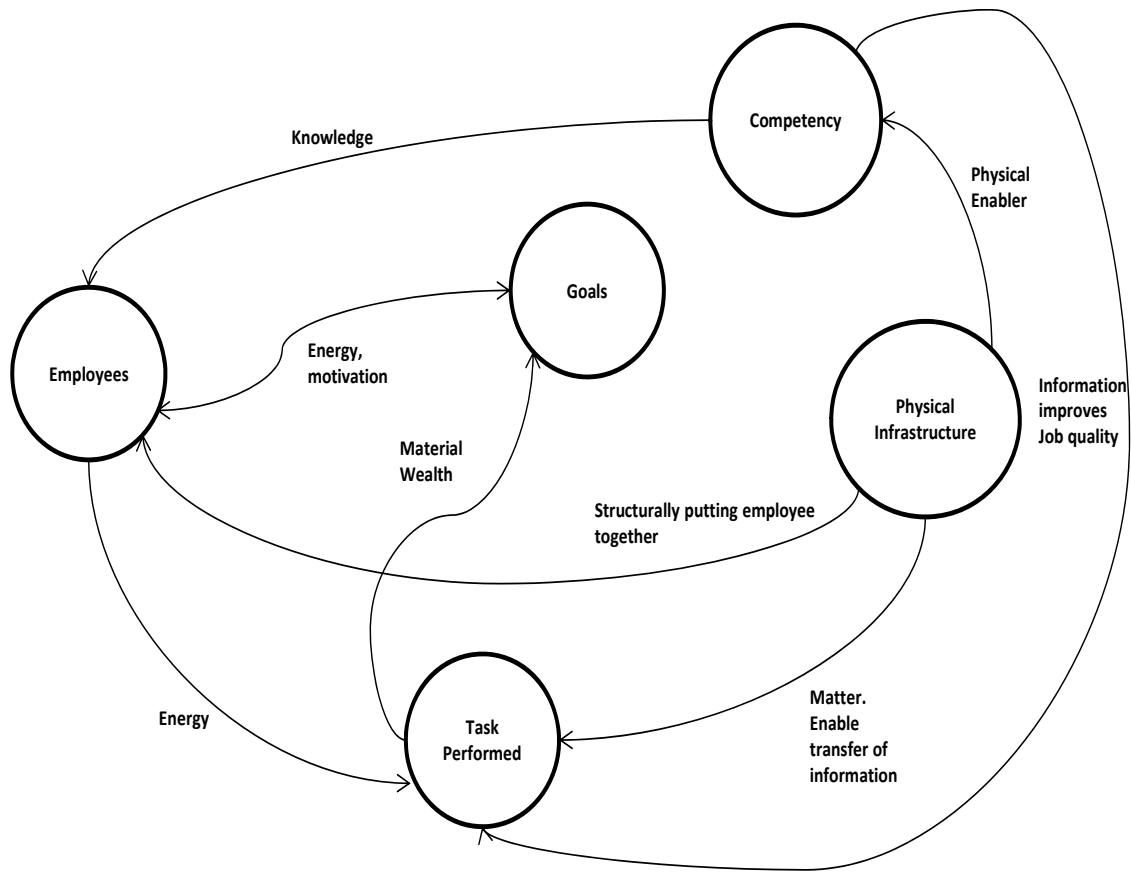 Competency
Knowledge
Physical
Enabler
Goals
Energy,
motivation
Employees
Physical
Infrastructure
Information
improves
Job quality
Material
Wealth
Structurally putting employee
together
Matter.
Enable
transfer of
information
Energy
Task
Performed